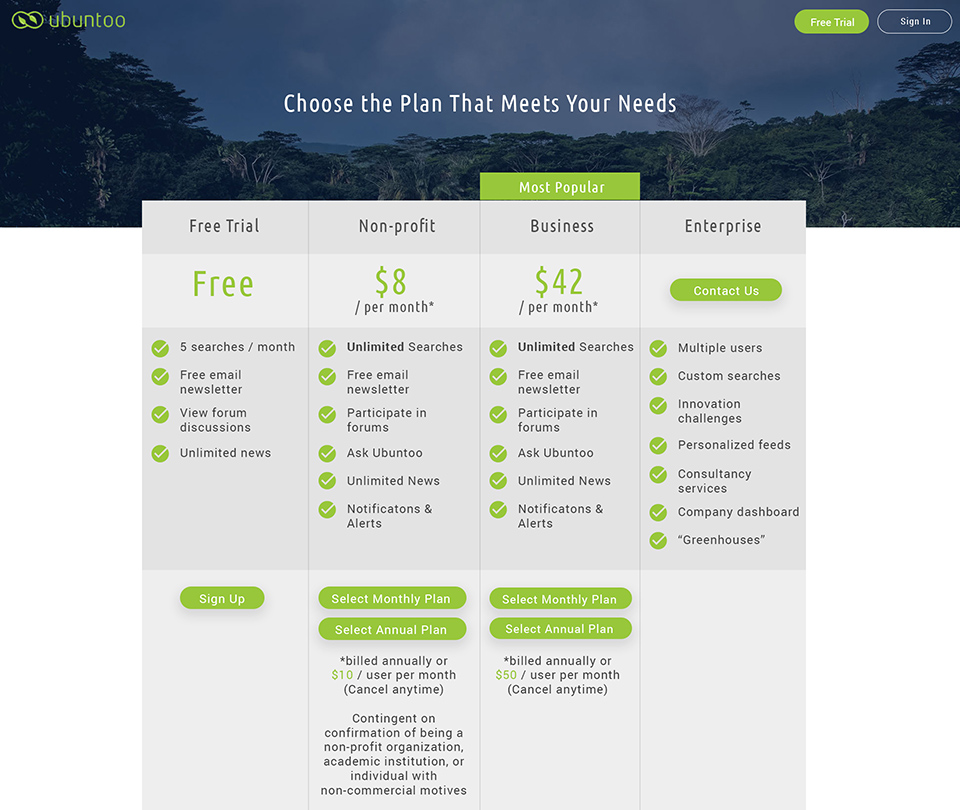 ubuntoo
Free Trial
Sign In
Choose the Plan That Meets Your Needs
Most Popular
Free Trial
Non-profit
Business
Enterprise
Free
$8
/ per month*
$42
/ per month*
Contact Us
5 searches / month
Free email
newsletter
View forum
discussions
Unlimited news
Unlimited Searches
Free email
newsletter
Participate in
forums
Ask Ubuntoo
Unlimited News
Notificatons &
Alerts
Unlimited Searches
Free email
newsletter
Participate in
forums
Ask Ubuntoo
Unlimited News
Notificatons &
Alerts
Multiple users
Custom searches
Innovation
challenges
Personalized feeds
Consultancy
services
Company dashboard
“Greenhouses”
Sign Up
Select Monthly Plan
Select Annual Plan
*billed annually or
$10 / user per month
(Cancel anytime)
Contingent on
confirmation of being a
non-profit organization,
academic institution, or
individual with
non-commercial motives
Select Monthly Plan
Select Annual Plan
*billed annually or
$50 / user per month
(Cancel anytime)